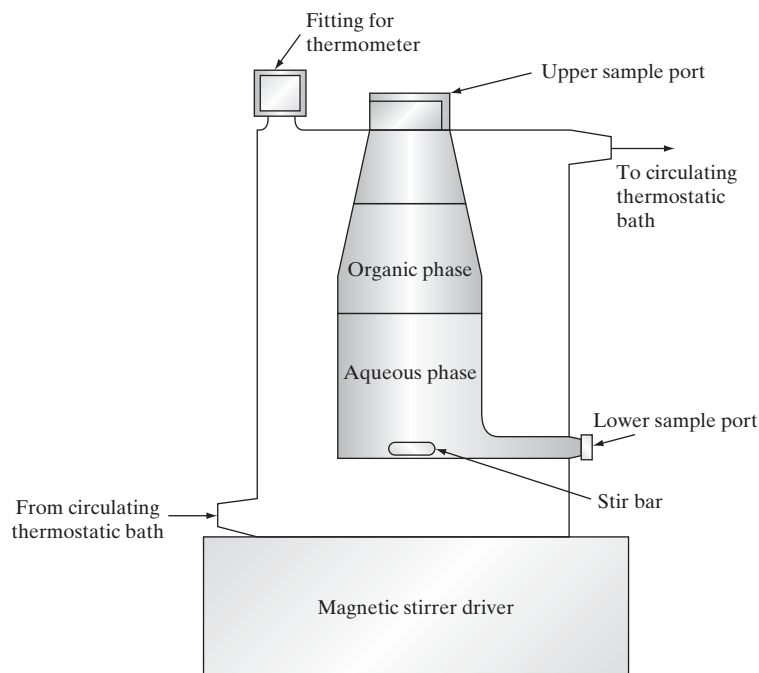 Fitting for
thermometer
Upper sample port
To circulating
thermostatic
bath
Organic phase
Aqueous phase
Lower sample port
Stir bar
From circulating
thermostatic bath
Magnetic stirrer driver